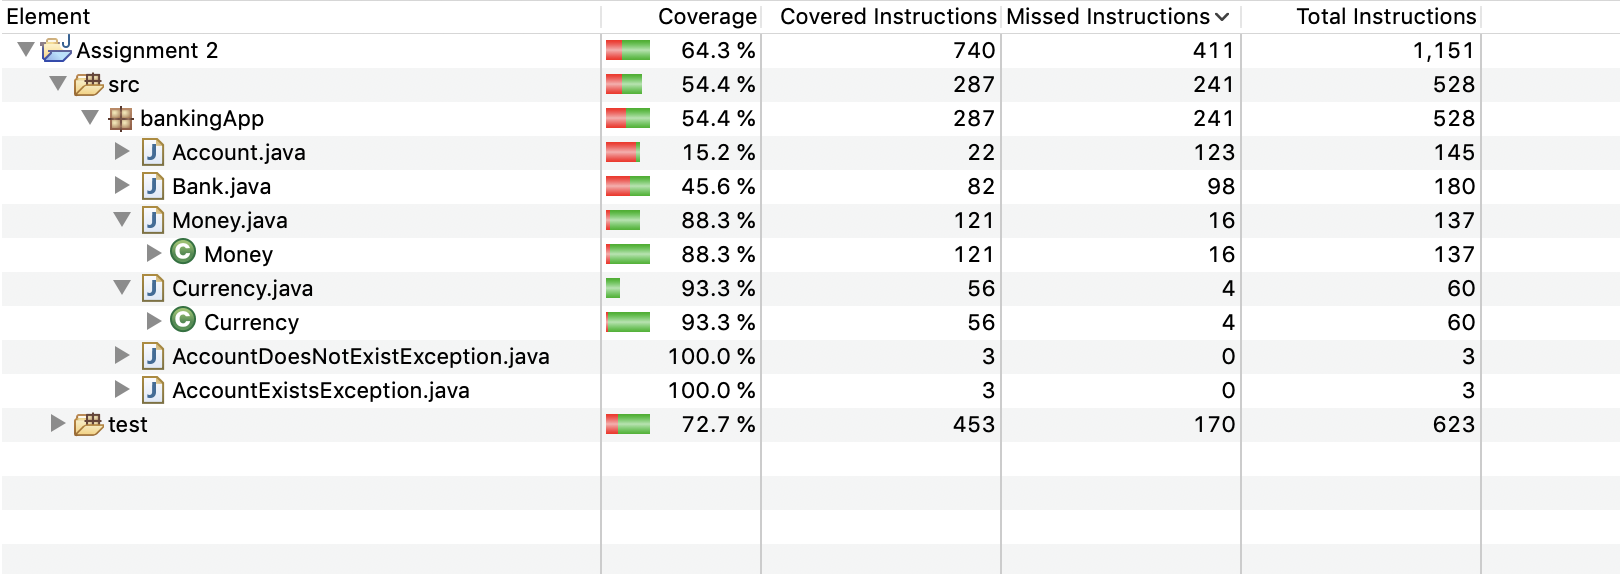 Element Coverage Covered Instructions Missed Instructions Total Instructions
Assignment 2 64.3 % 740 411 1,151
src 54.4 % 287 241 528
bankingApp 54.4 % 287 241 528
J Account.java 15.2 % 22 123 145
J Bank.java 45.6 % 82 98 180
J Money.java 88.3 % 121 16 137
C Money 88.3 % 121 16 137
J Currency.java 93.3 % 56 4 60
C Currency 93.3 % 56 4 60
J AccountDoesNotExistException.java 100.0 % 3 0 3
J AccountExistsException.java 100.0 % 3 0 3
test 72.7 % 453 170 623